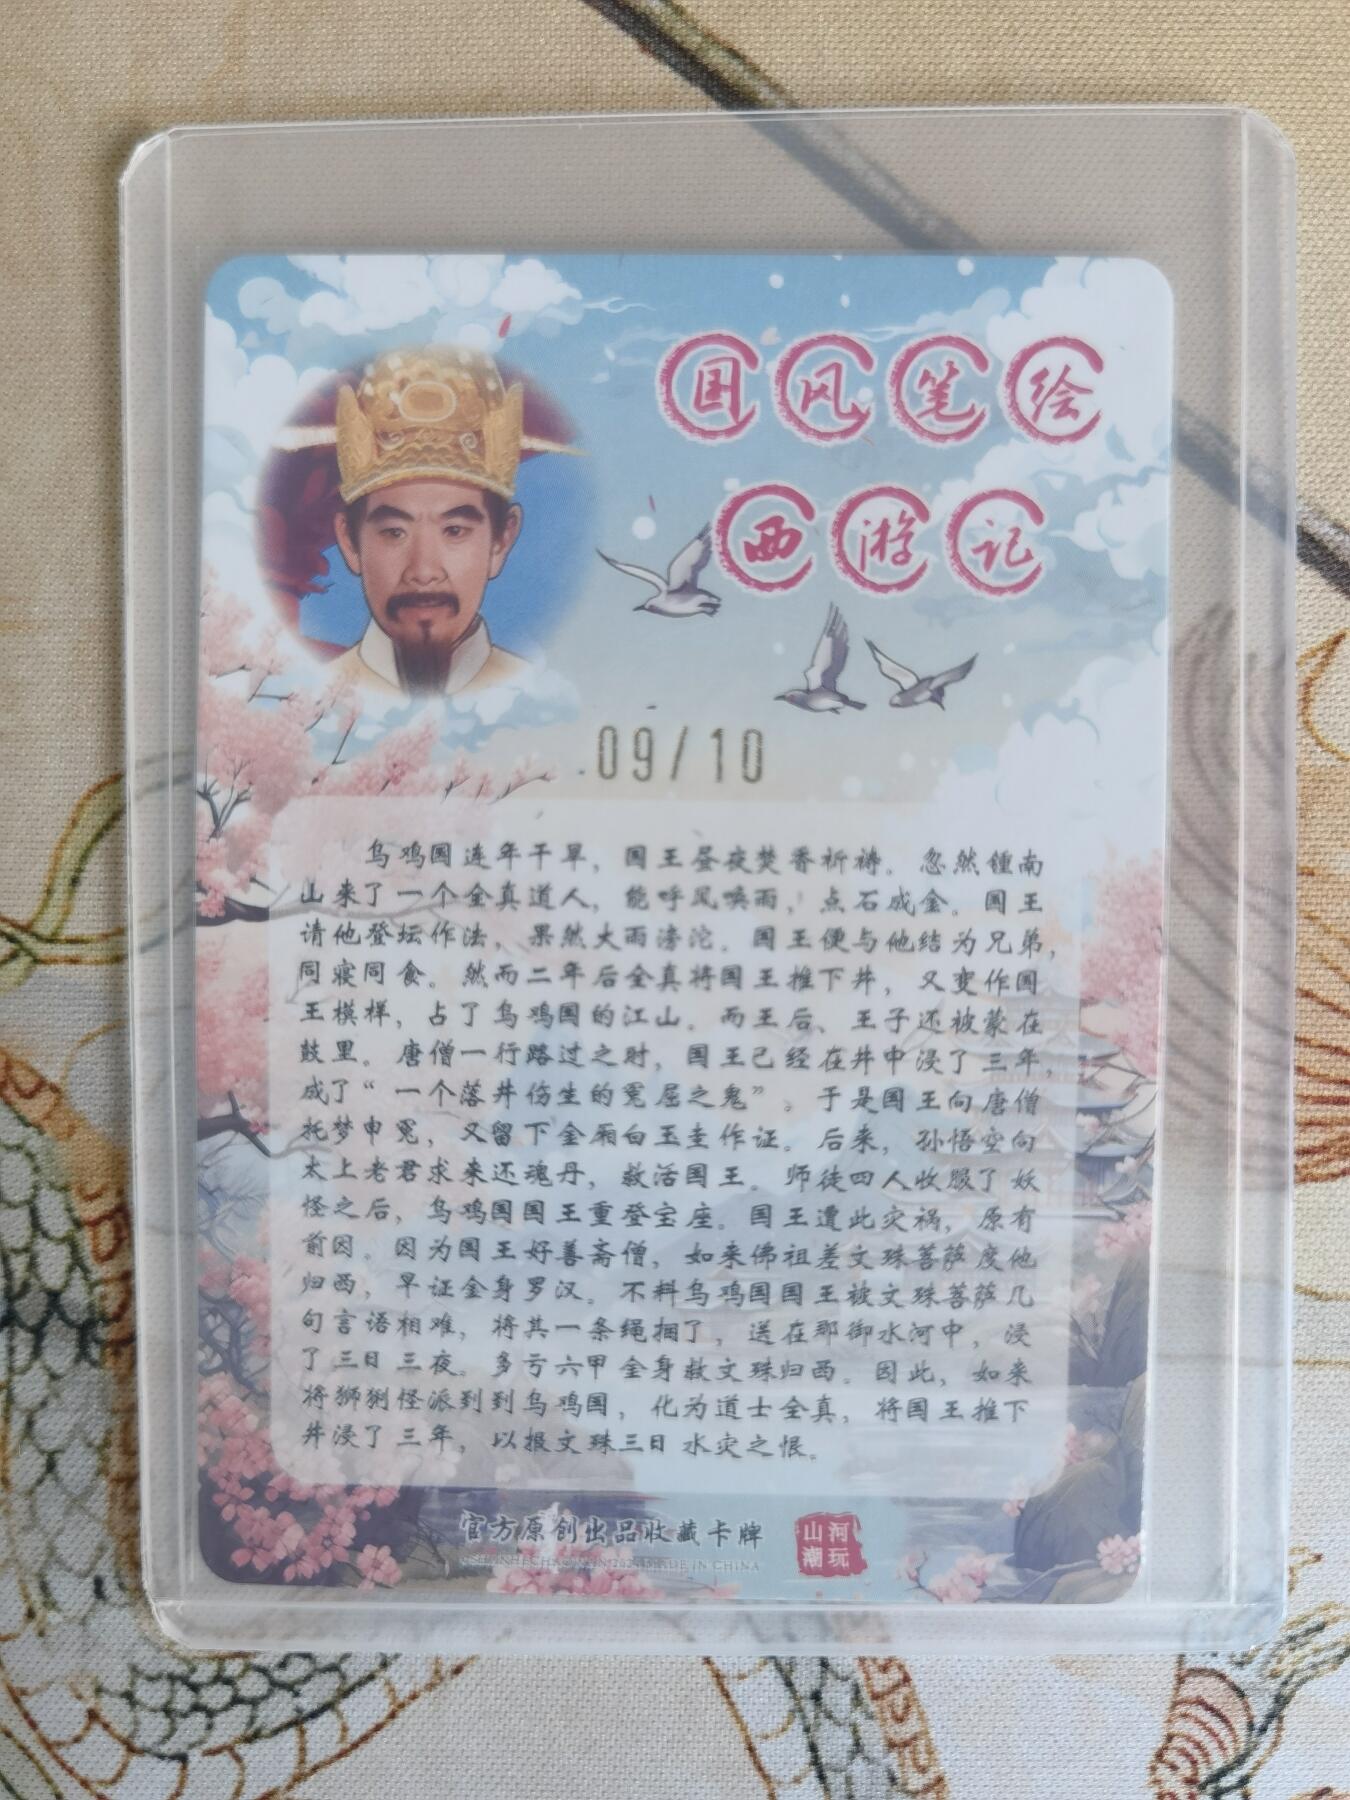 国风笔绘
西游记
09/10
乌鸡国连年干旱，国王昼夜焚香祈祷。忽然锺南
山来了一个全真道人，能呼风唤雨，点石成金。国王
请他登坛作法，果然大雨滂沱。国王便与他结为兄弟，
同寝同食。然而二年后全真将国王推下井，又变作国
王模样，占了乌鸡国的江山。而王后、王子还被蒙在
鼓里。唐僧一行路过之时，国王已经在井中浸了三年，
成了“一个落井伤生的冤屈之鬼”。于是国王向唐僧
托梦申冤，又留下金厢白玉圭作证。后来，孙悟空向
太上老君求来还魂丹，救活国王。师徒四人收服了妖
怪之后，乌鸡国国王重登宝座。国王遭此灾祸，原有
前因。因为国王好善斋僧，如来佛祖差文殊菩萨度他
归西，早证金身罗汉。不料乌鸡国国王被文殊菩萨几
句言语相难，将其一条绳捆了，送在那御水河中，浸
了三日三夜。多亏六甲金身救文殊归西。因此，如来
将狮猁怪派到到乌鸡国，化为道士全真，将国王推下
井浸了三年，以报文殊三日水灾之恨。
官方原创出品收藏卡牌
MADE IN CHINA
山河
潮玩